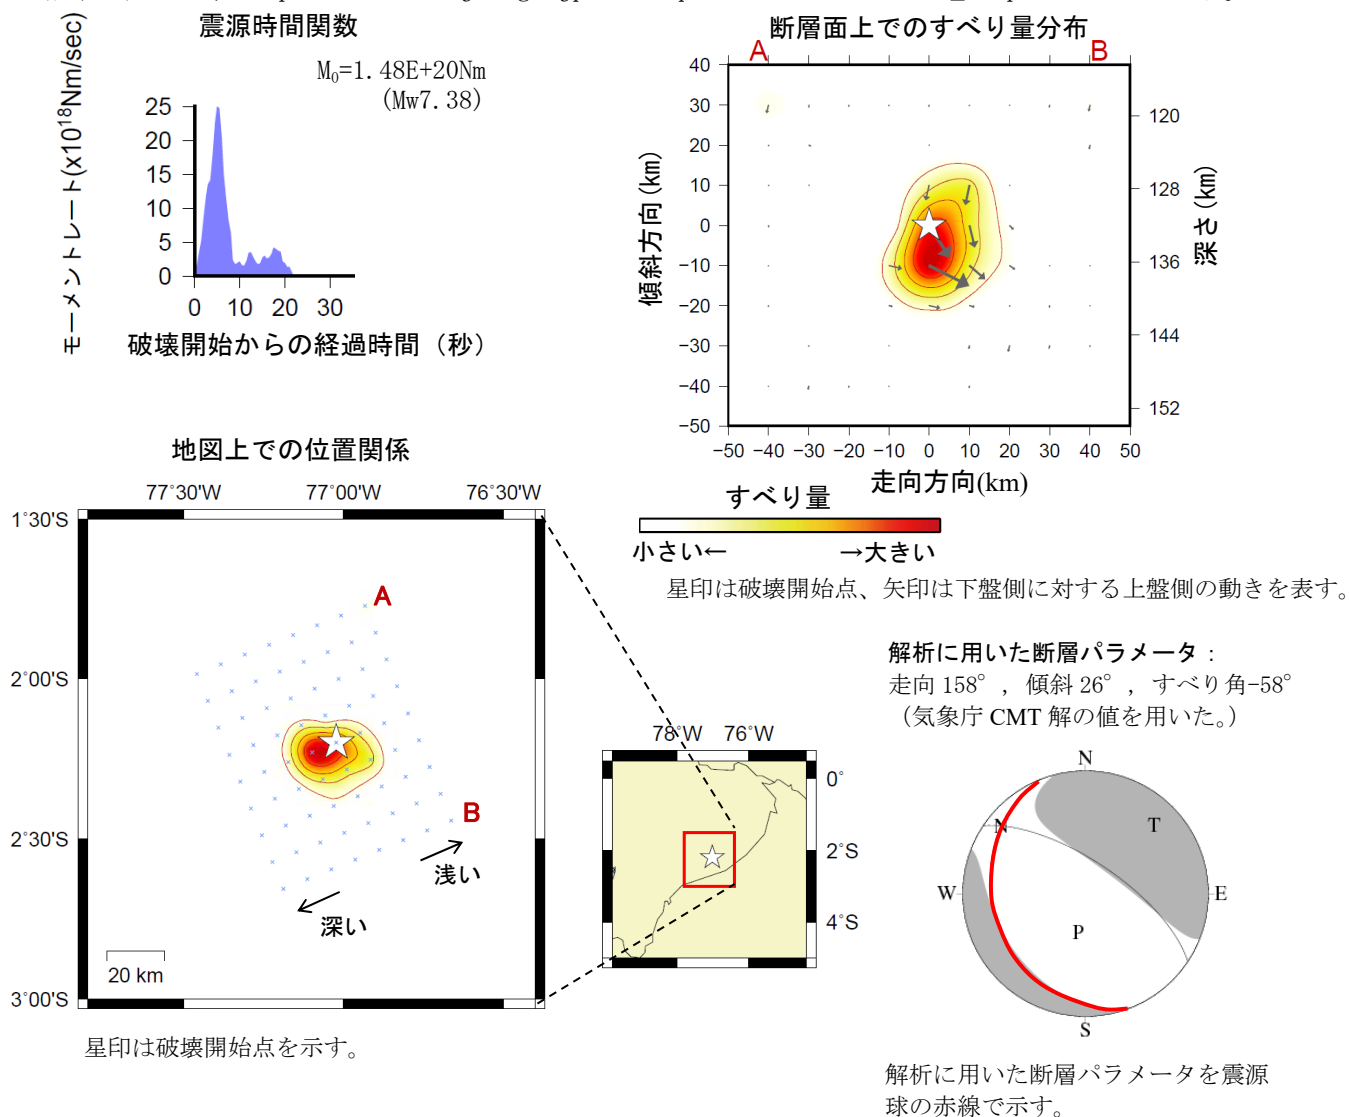 震源時間関数
M₀=1.48E+20Nm
(Mw7.38)
モーメントレート(x10¹⁸Nm/sec)
25
20
15
10
5
0
0 10 20 30
破壊開始からの経過時間（秒）
断層面上でのすべり量分布
A B
40
30
20
10
0
−10
−20
−30
−40
−50
傾斜方向(km)
120
128
136
144
152
深さ(km)
−50 −40 −30 −20 −10 0 10 20 30 40 50
走向方向(km)
すべり量
小さい← →大きい
星印は破壊開始点、矢印は下盤側に対する上盤側の動きを表す。
地図上での位置関係
77°30'W 77°00'W 76°30'W
1°30'S
2°00'S
2°30'S
3°00'S
A
B
浅い
深い
20 km
星印は破壊開始点を示す。
78°W 76°W
0°
2°S
4°S
解析に用いた断層パラメータ：
走向 158°，傾斜 26°，すべり角-58°
（気象庁 CMT 解の値を用いた。）
N
T
N
W E
P
S
解析に用いた断層パラメータを震源
球の赤線で示す。